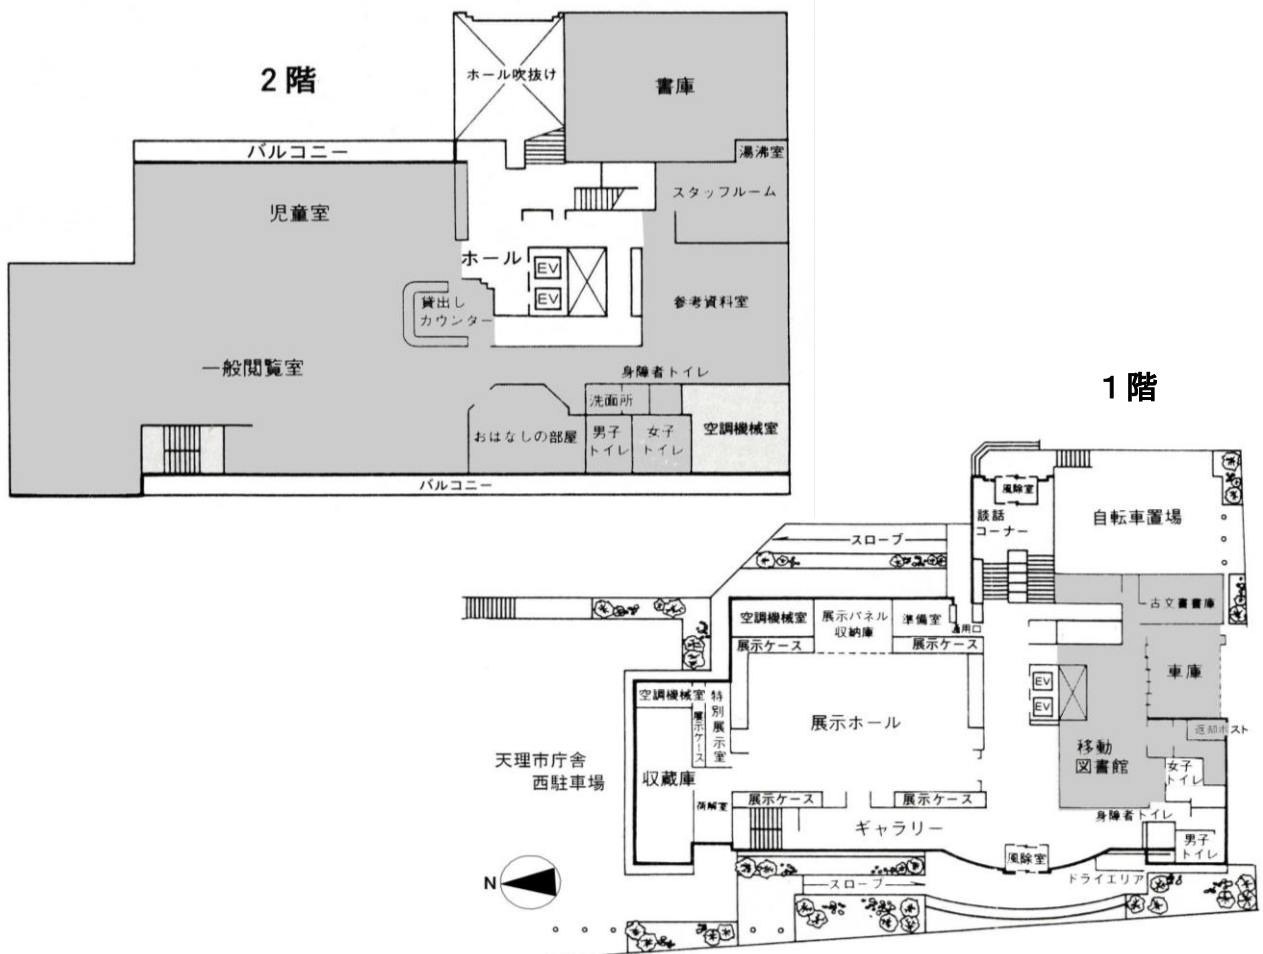 2階
ホール吹抜け
書庫
湯沸室
バルコニー
スタッフルーム
児童室
ホール
EV
EV
貸出し
カウンター
参考資料室
一般閲覧室
身障者トイレ
洗面所
おはなしの部屋
男子
トイレ
女子
トイレ
空調機械室
バルコニー
1階
風除室
談話
コーナー
自転車置場
スロープ
古文書書庫
空調機械室
展示パネル
収納庫
準備室
通用口
展示ケース
展示ケース
車庫
EV
EV
空調機械室
特別展示室
展示ケース
展示ホール
返却ポスト
移動
図書館
女子
トイレ
天理市庁舎
西駐車場
収蔵庫
荷解室
展示ケース
展示ケース
身障者トイレ
ギャラリー
男子
トイレ
風除室
ドライエリア
スロープ
N